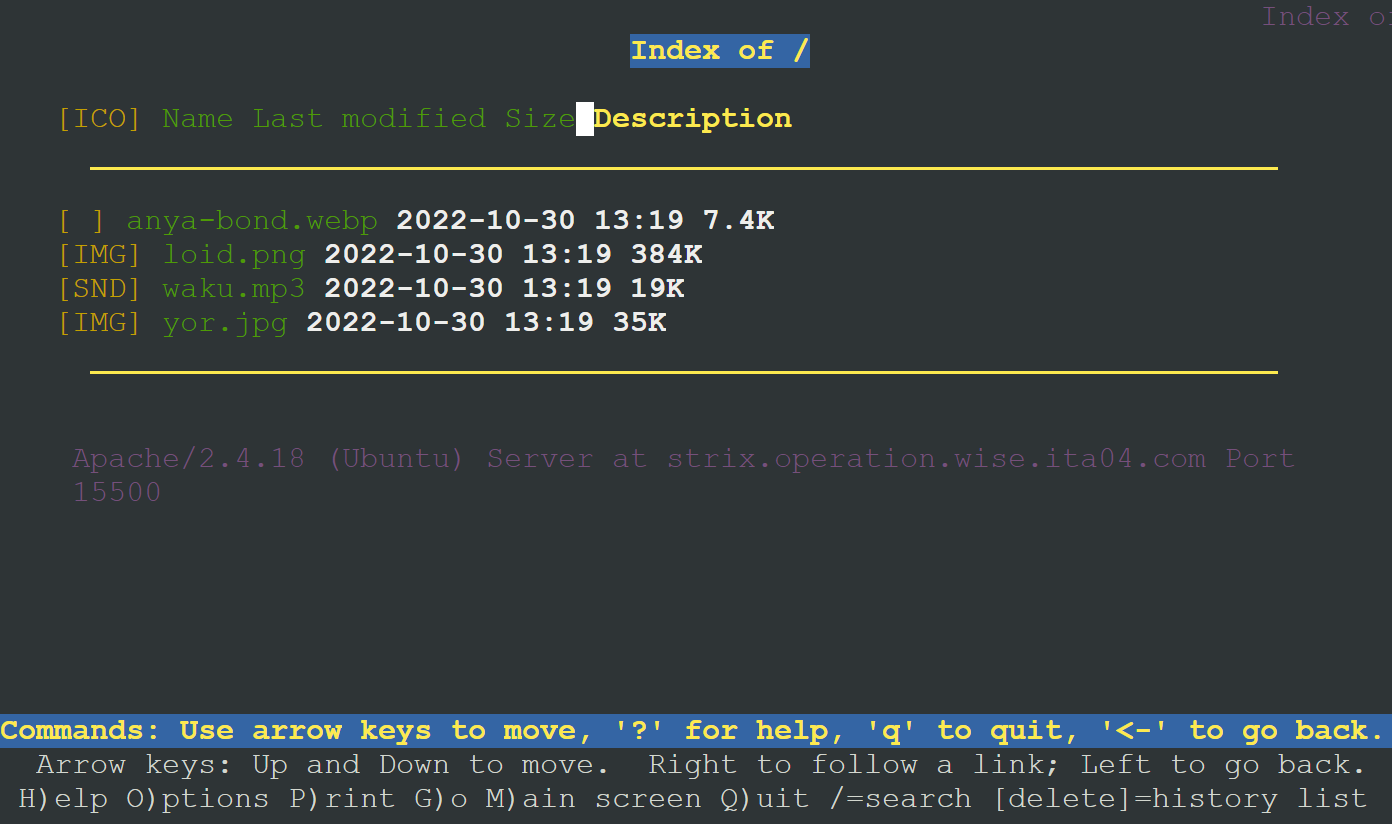 Index of
Index of /
[ICO] Name Last modified Size Description
[ ] anya-bond.webp 2022-10-30 13:19 7.4K
[IMG] loid.png 2022-10-30 13:19 384K
[SND] waku.mp3 2022-10-30 13:19 19K
[IMG] yor.jpg 2022-10-30 13:19 35K
Apache/2.4.18 (Ubuntu) Server at strix.operation.wise.ita04.com Port
15500
Commands: Use arrow keys to move, '?' for help, 'q' to quit, '<-' to go back.
Arrow keys: Up and Down to move.  Right to follow a link; Left to go back.
H)elp O)ptions P)rint G)o M)ain screen Q)uit /=search [delete]=history list